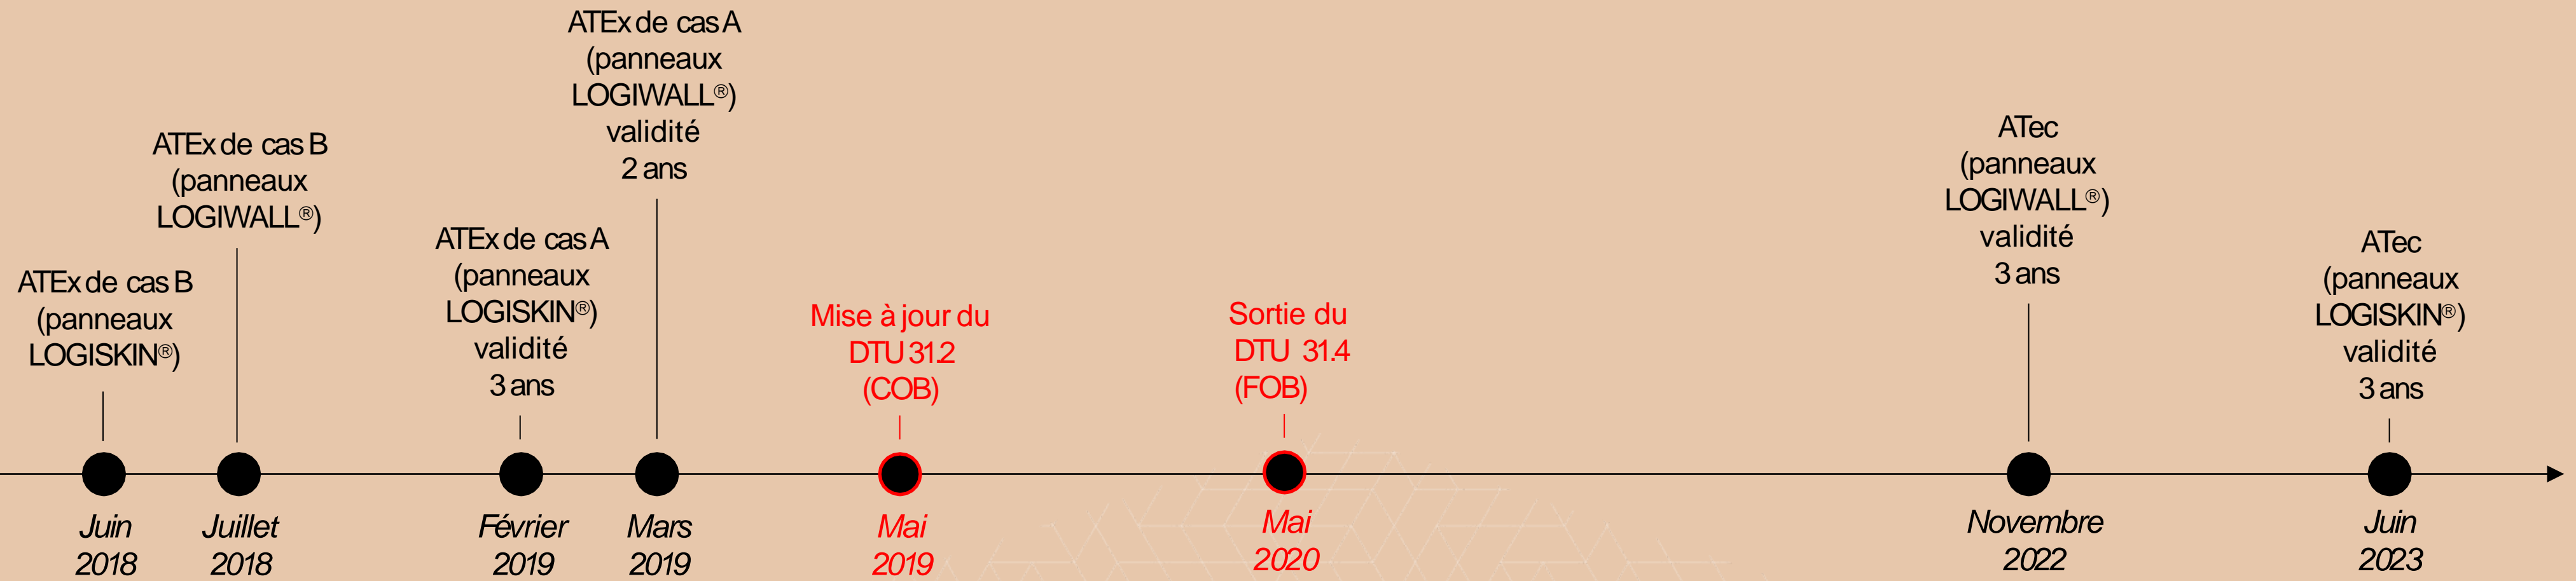 ATEx de cas B
(panneaux
LOGISKIN®)
Juin
2018
ATEx de cas B
(panneaux
LOGIWALL®)
Juillet
2018
ATEx de cas A
(panneaux
LOGISKIN®)
validité
3 ans
Février
2019
ATEx de cas A
(panneaux
LOGIWALL®)
validité
2 ans
Mars
2019
Mise à jour du
DTU 31.2
(COB)
Mai
2019
Sortie du
DTU 31.4
(FOB)
Mai
2020
ATec
(panneaux
LOGIWALL®)
validité
3 ans
Novembre
2022
ATec
(panneaux
LOGISKIN®)
validité
3 ans
Juin
2023